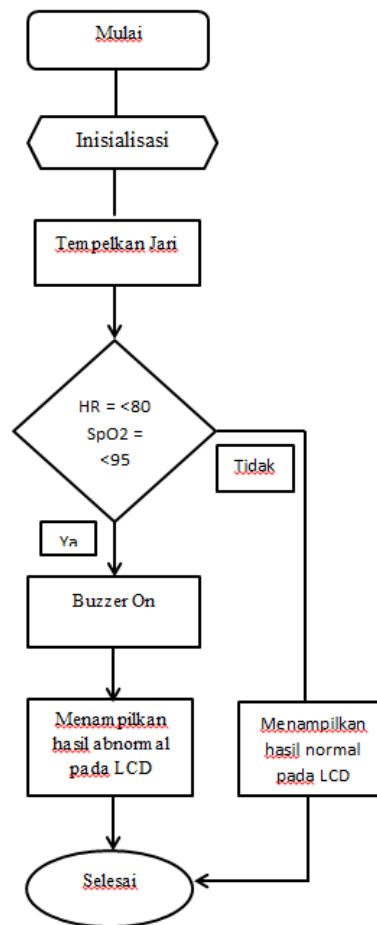 Mulai
Inisialisasi
Tempelkan Jari
HR = <80
SpO2 =
<95
Tidak
Ya
Buzzer On
Menampilkan
hasil abnormal
pada LCD
Menampilkan
hasil normal
pada LCD
Selesai